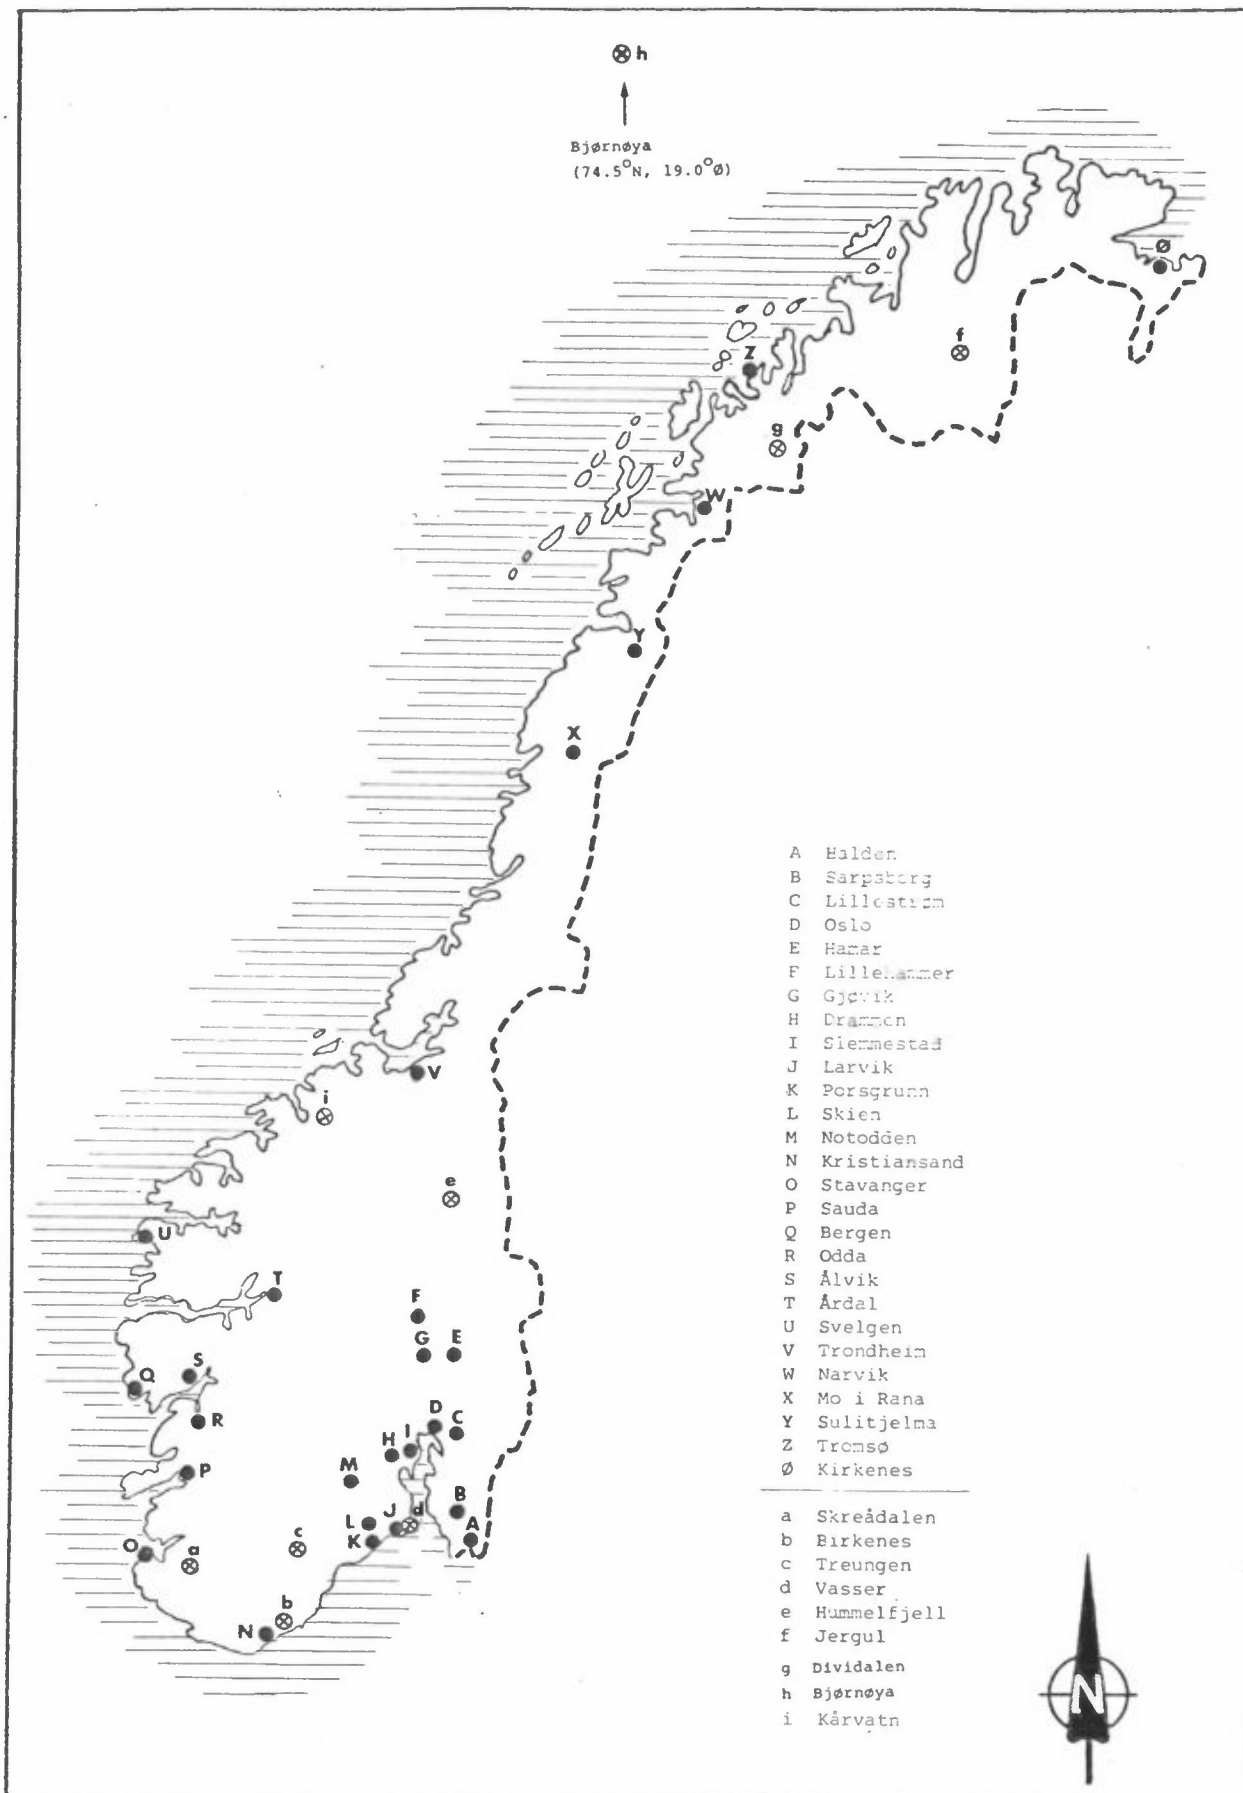 h
Bjørnøya
(74.5°N, 19.0°Ø)
Ø
f
Z
g
W
Y
X
V
i
e
U
T
F
G E
S
Q
R
D
C
I
H
P
M
B
d
J
L
A
K
c
O
a
b
N
A Halden
B Sarpsborg
C Lillestrøm
D Oslo
E Hamar
F Lillehammer
G Gjøvik
H Drammen
I Slemmestad
J Larvik
K Porsgrunn
L Skien
M Notodden
N Kristiansand
O Stavanger
P Sauda
Q Bergen
R Odda
S Ålvik
T Årdal
U Svelgen
V Trondheim
W Narvik
X Mo i Rana
Y Sulitjelma
Z Tromsø
Ø Kirkenes
a Skreådalen
b Birkenes
c Treungen
d Vasser
e Hummelfjell
f Jergul
g Dividalen
h Bjørnøya
i Kårvatn
N